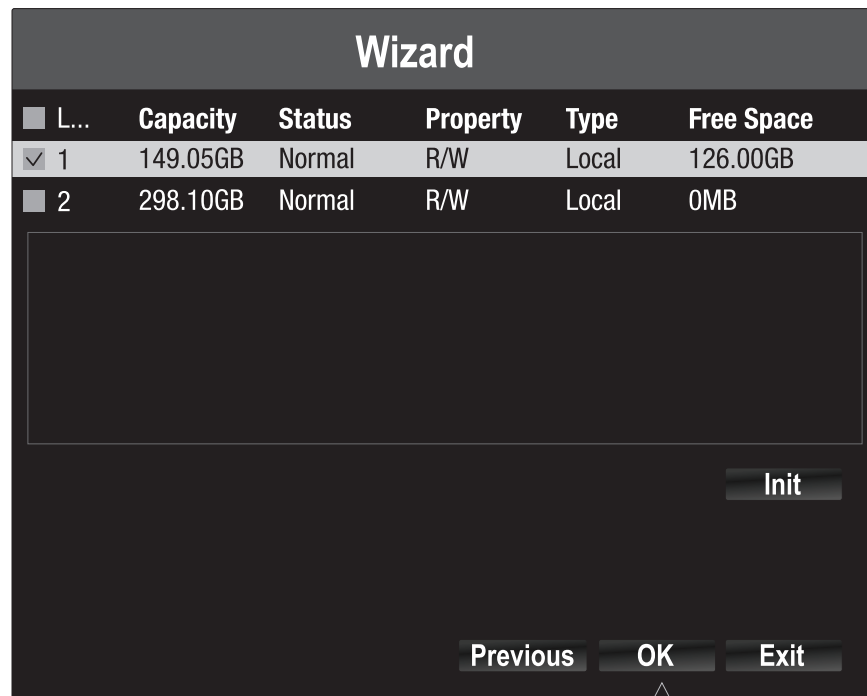 Wizard
L... Capacity Status Property Type Free Space
1 149.05GB Normal R/W Local 126.00GB
2 298.10GB Normal R/W Local 0MB
Init
Previous OK Exit